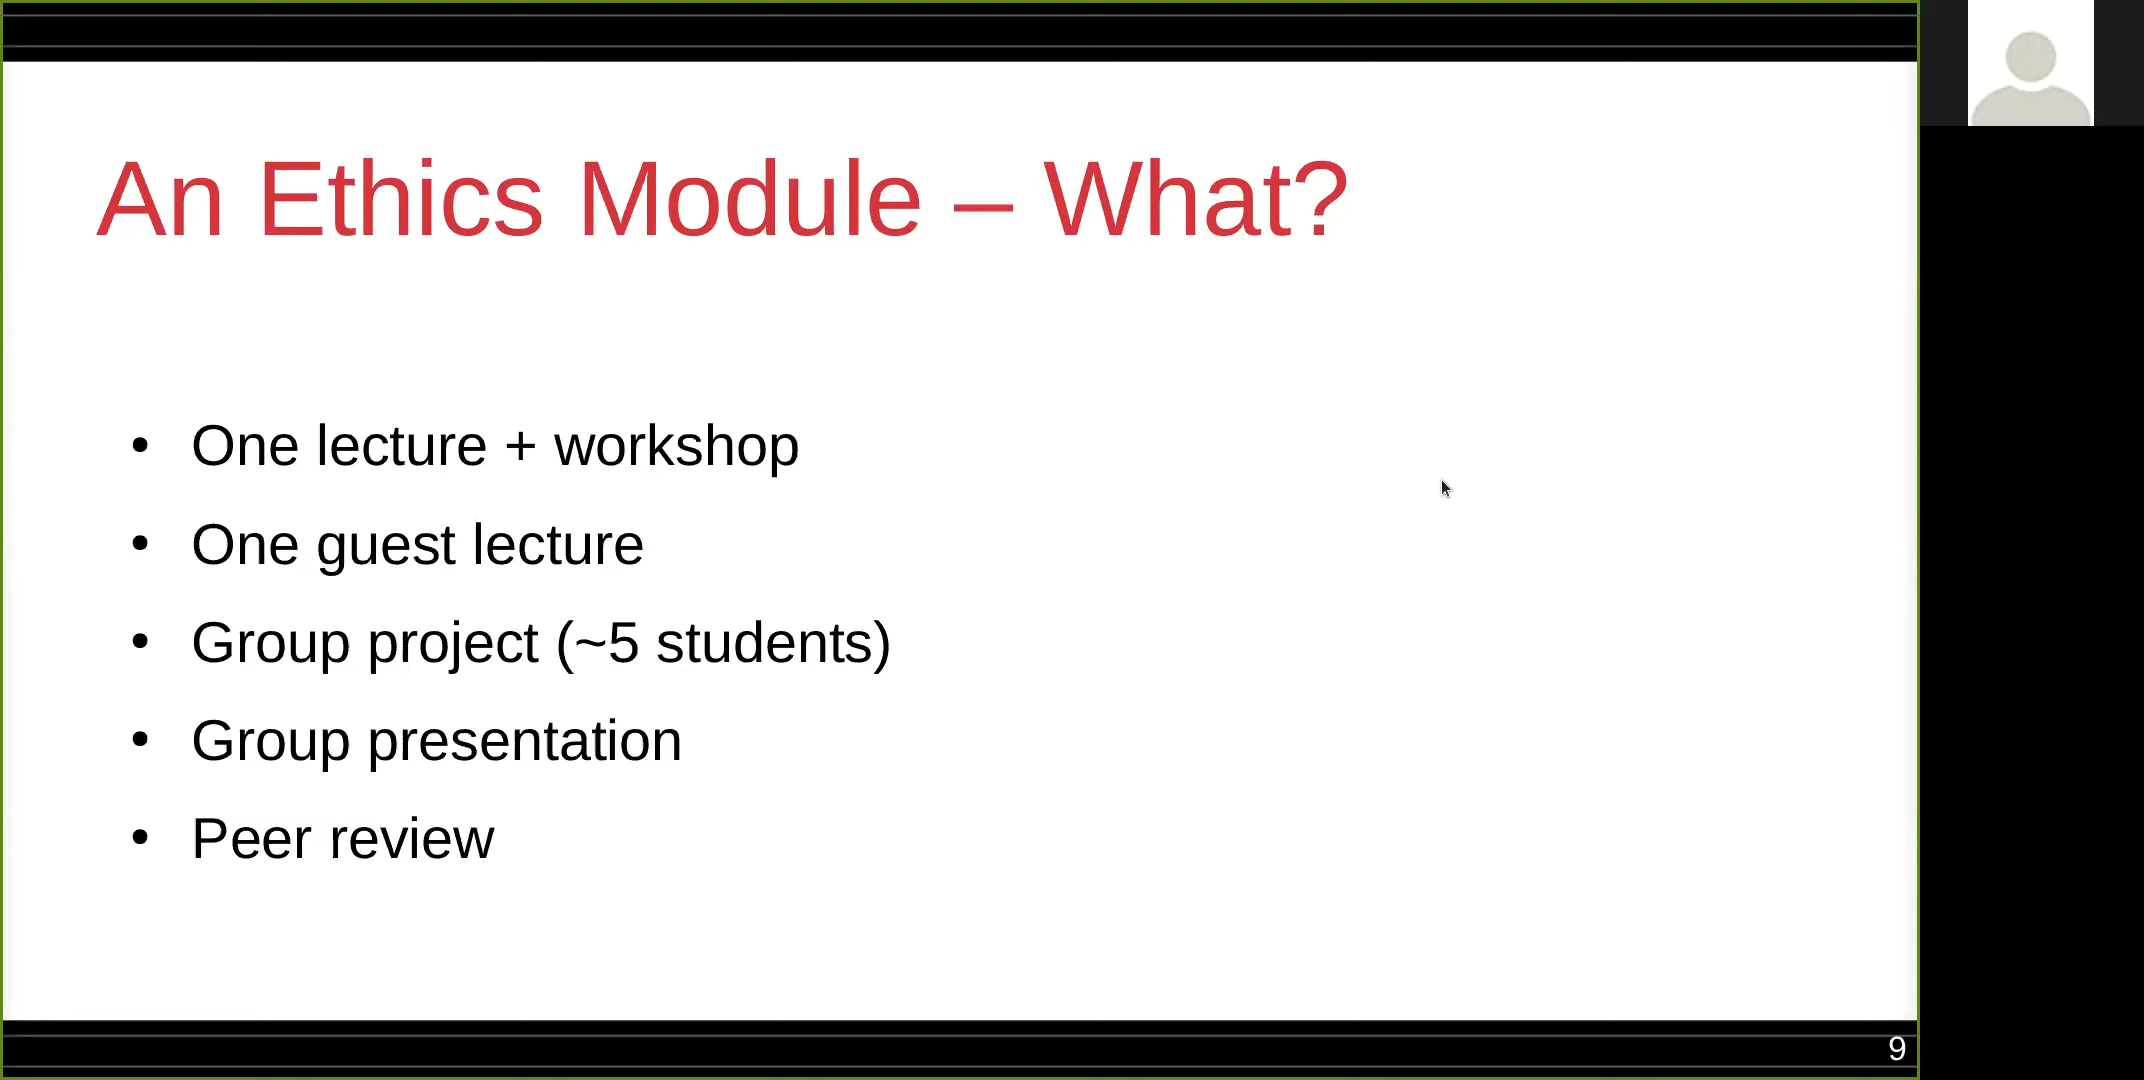 An Ethics Module – What?
• One lecture + workshop
• One guest lecture
• Group project (~5 students)
• Group presentation
• Peer review
9